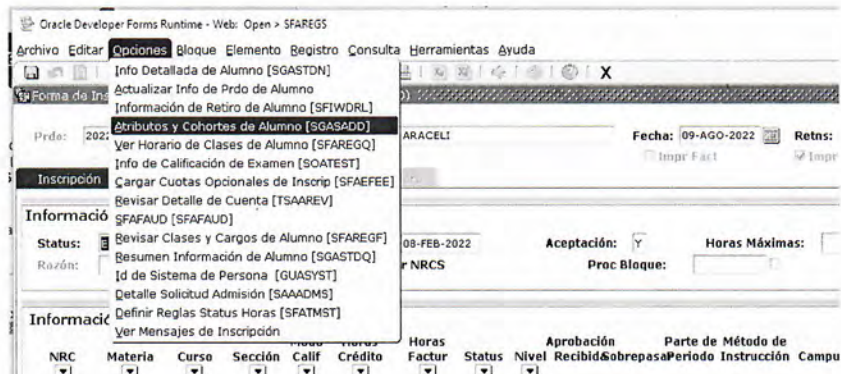 Oracle Developer Forms Runtime - Web: Open > SFAREGS
Archivo Editar Opciones Bloque Elemento Registro Consulta Herramientas Ayuda
Info Detallada de Alumno [SGASTDN]
Actualizar Info de Prdo de Alumno
Información de Retiro de Alumno [SFIWDRL]
Atributos y Cohortes de Alumno [SGASADD]
Ver Horario de Clases de Alumno [SFAREGQ]
Info de Calificación de Examen [SOATEST]
Cargar Cuotas Opcionales de Inscrip [SFAEFEE]
Revisar Detalle de Cuenta [TSAAREV]
SFAFAUD [SFAFAUD]
Revisar Clases y Cargos de Alumno [SFAREGF]
Resumen Información de Alumno [SGASTDQ]
Id de Sistema de Persona [GUASYST]
Detalle Solicitud Admisión [SAAADMS]
Definir Reglas Status Horas [SFATMST]
Ver Mensajes de Inscripción
Forma de Ins
Prdo: 2022 ARACELI Fecha: 09-AGO-2022 Retns:
Impr Fact Impr
Inscripción
Informació
Status: E 08-FEB-2022 Aceptación: Y Horas Máximas:
Razón: r NRCS Proc Bloque:
Informació
Horas Aprobación Parte de Método de
NRC Materia Curso Sección Calif Crédito Factur Status Nivel Recibida Sobrepasa Periodo Instrucción Campu